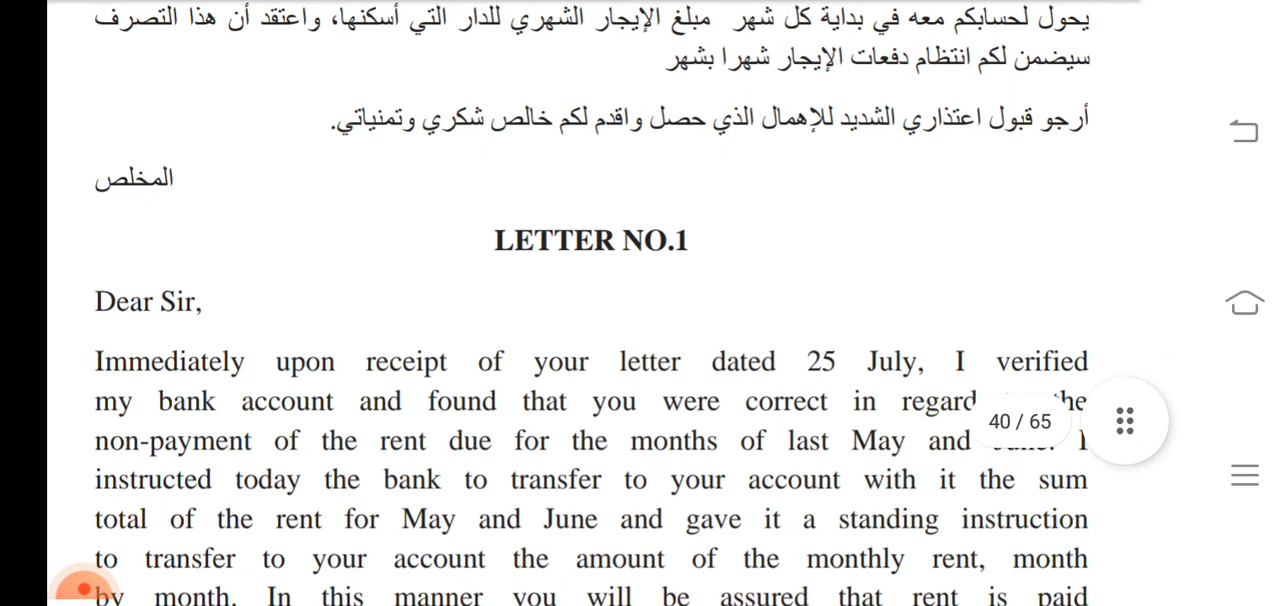 يحول لحسابكم معه في بداية كل شهر مبلغ الإيجار الشهري للدار التي أسكنها، واعتقد أن هذا التصرف
سيضمن لكم انتظام دفعات الإيجار شهرا بشهر
أرجو قبول اعتذاري الشديد للاهمال الذي حصل واقدم لكم خالص شكري وتمنياتي.
المخلص
LETTER NO.1
Dear Sir,
Immediately upon receipt of your letter dated 25 July, I verified
my bank account and found that you were correct in regard the
40 / 65
non-payment of the rent due for the months of last May and I
instructed today the bank to transfer to your account with it the sum
total of the rent for May and June and gave it a standing instruction
to transfer to your account the amount of the monthly rent, month
by month. In this manner you will be assured that rent is paid